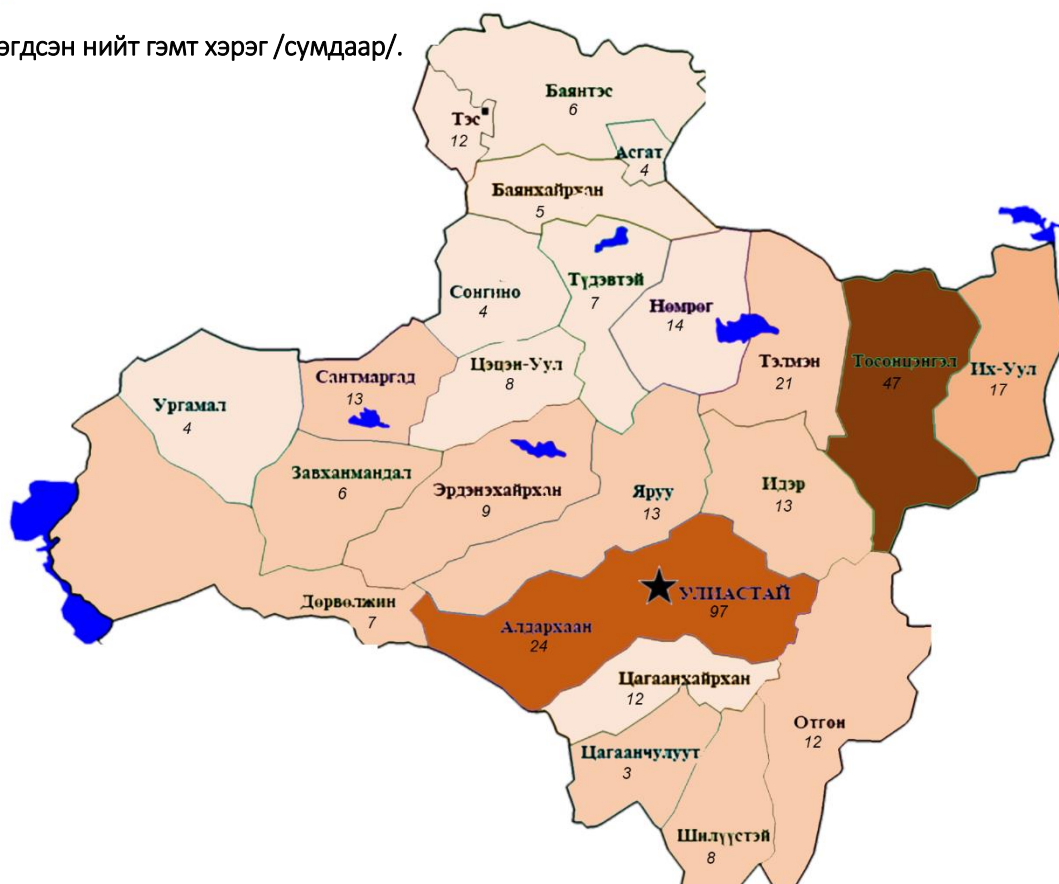 эгдсэн нийт гэмт хэрэг /сумдаар/.
Баянтэс
6
Тэс
12
Асгат
4
Баянхайрхан
5
Сонгино
4
Түдэвтэй
7
Нөмрөг
14
Тэлмэн
21
Тосонцэнгэл
47
Их-Уул
17
Цэцэн-Уул
8
Сантмаргад
13
Ургамал
4
Завханмандал
6
Эрдэнэхайрхан
9
Яруу
13
Идэр
13
Дөрвөлжин
7
УЛИАСТАЙ
97
Алдархаан
24
Цагаанхайрхан
12
Отгон
12
Цагаанчулуут
3
Шилүүстэй
8